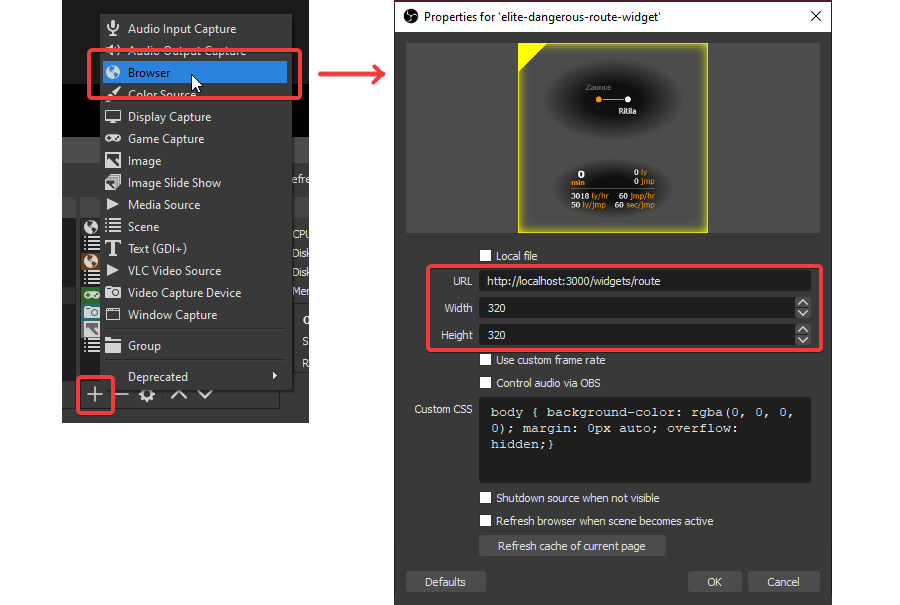 Audio Input Capture
Audio Output Capture
Browser
Color Source
Display Capture
Game Capture
Image
Image Slide Show
Media Source
Scene
Text (GDI+)
VLC Video Source
Video Capture Device
Window Capture
Group
Deprecated
efre
CPU
Disk
Disk
Mer
Properties for 'elite-dangerous-route-widget'
Zaonce
Ritila
0 min
0 ly
0 jmp
3018 ly/hr 60 jmp/hr
50 ly/jmp 60 sec/jmp
Local file
URL http://localhost:3000/widgets/route
Width 320
Height 320
Use custom frame rate
Control audio via OBS
Custom CSS
body { background-color: rgba(0, 0, 0,
0); margin: 0px auto; overflow:
hidden;}
Shutdown source when not visible
Refresh browser when scene becomes active
Refresh cache of current page
Defaults OK Cancel